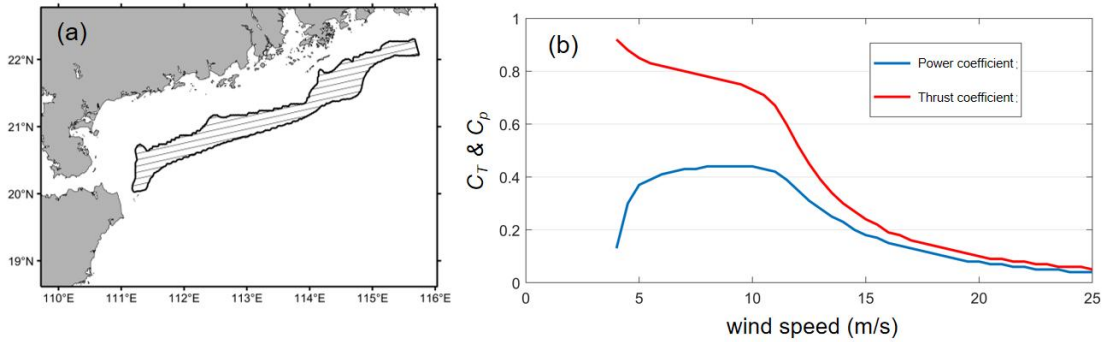 (a)
22°N
21°N
20°N
19°N
110°E 111°E 112°E 113°E 114°E 115°E 116°E
(b)
Power coefficient;
Thrust coefficient;
1
0.8
0.6
0.4
0.2
0
C_T & C_p
0 5 10 15 20 25
wind speed (m/s)